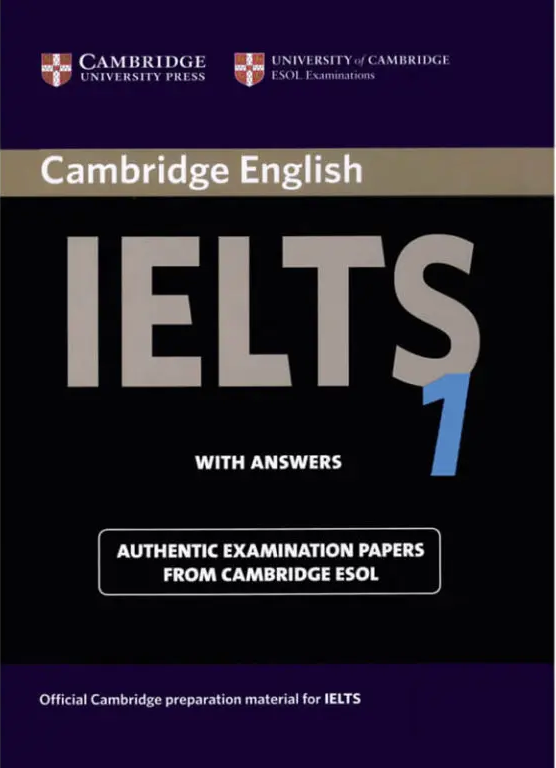 CAMBRIDGE
UNIVERSITY PRESS
UNIVERSITY of CAMBRIDGE
ESOL Examinations
Cambridge English
IELTS
1
WITH ANSWERS
AUTHENTIC EXAMINATION PAPERS
FROM CAMBRIDGE ESOL
Official Cambridge preparation material for IELTS